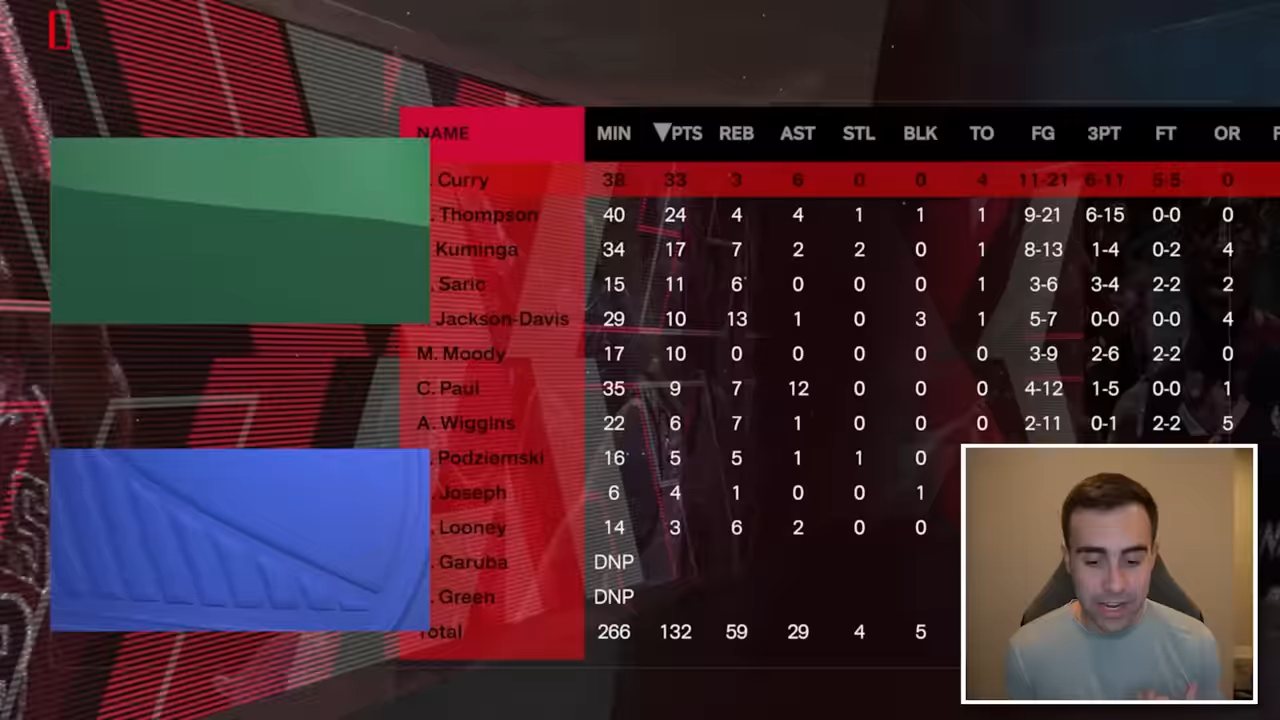 NAME MIN ▼PTS REB AST STL BLK TO FG 3PT FT OR
. Curry 38 33 3 6 0 0 4 11-21 6-11 5-5 0
. Thompson 40 24 4 4 1 1 1 9-21 6-15 0-0 0
Kuminga 34 17 7 2 2 0 1 8-13 1-4 0-2 4
. Saric 15 11 6 0 0 0 1 3-6 3-4 2-2 2
. Jackson-Davis 29 10 13 1 0 3 1 5-7 0-0 0-0 4
M. Moody 17 10 0 0 0 0 0 3-9 2-6 2-2 0
C. Paul 35 9 7 12 0 0 0 4-12 1-5 0-0 1
A. Wiggins 22 6 7 1 0 0 0 2-11 0-1 2-2 5
. Podziemski 16 5 5 1 1 0
. Joseph 6 4 1 0 0 1
. Looney 14 3 6 2 0 0
. Garuba DNP
. Green DNP
Total 266 132 59 29 4 5